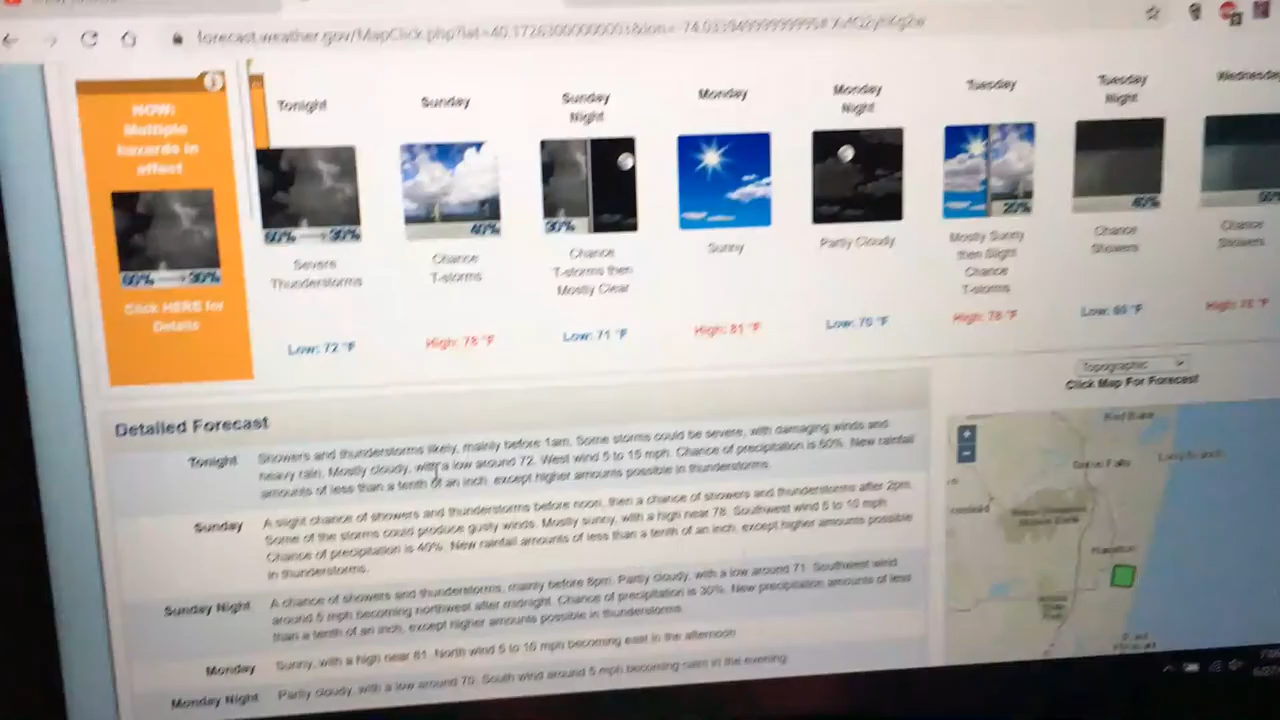 forecast.weather.gov/MapClick.php?lat=40.1726300000003&lon=-74.033949999999
NOW:
Multiple
hazards in
effect
60% 30%
Click HERE for
Details
Tonight
60% 30%
Severe
Thunderstorms
Low: 72 °F
Sunday
40%
Chance
T-storms
High: 78 °F
Sunday
Night
30%
Chance
T-storms then
Mostly Clear
Low: 71 °F
Monday
Sunny
High: 81 °F
Monday
Night
Partly Cloudy
Low: 70 °F
Tuesday
20%
Mostly Sunny
then Slight
Chance
T-storms
High: 78 °F
Tuesday
Night
40%
Chance
Showers
Low:
Wednesday
Chance
Showers
High:
Topographic
Click Map For Forecast
Detailed Forecast
Tonight
Showers and thunderstorms likely, mainly before 1am. Some storms could be severe, with damaging winds and
heavy rain. Mostly cloudy, with a low around 72. West wind 5 to 15 mph. Chance of precipitation is 60%. New rainfall
amounts of less than a tenth of an inch, except higher amounts possible in thunderstorms.
Sunday
A slight chance of showers and thunderstorms before noon, then a chance of showers and thunderstorms after 2pm.
Some of the storms could produce gusty winds. Mostly sunny, with a high near 78. Southwest wind 5 to 10 mph.
Chance of precipitation is 40%. New rainfall amounts of less than a tenth of an inch, except higher amounts possible
in thunderstorms.
Sunday Night
A chance of showers and thunderstorms, mainly before 8pm. Partly cloudy, with a low around 71. Southwest wind
around 5 mph becoming northwest after midnight. Chance of precipitation is 30%. New precipitation amounts of less
than a tenth of an inch, except higher amounts possible in thunderstorms.
Monday
Sunny, with a high near 81. North wind 5 to 10 mph becoming east in the afternoon.
Monday Night
Partly cloudy, with a low around 70. South wind around 5 mph becoming calm in the evening.
Red Bank
Tinton Falls
Long Branch
Manasquan
+
-